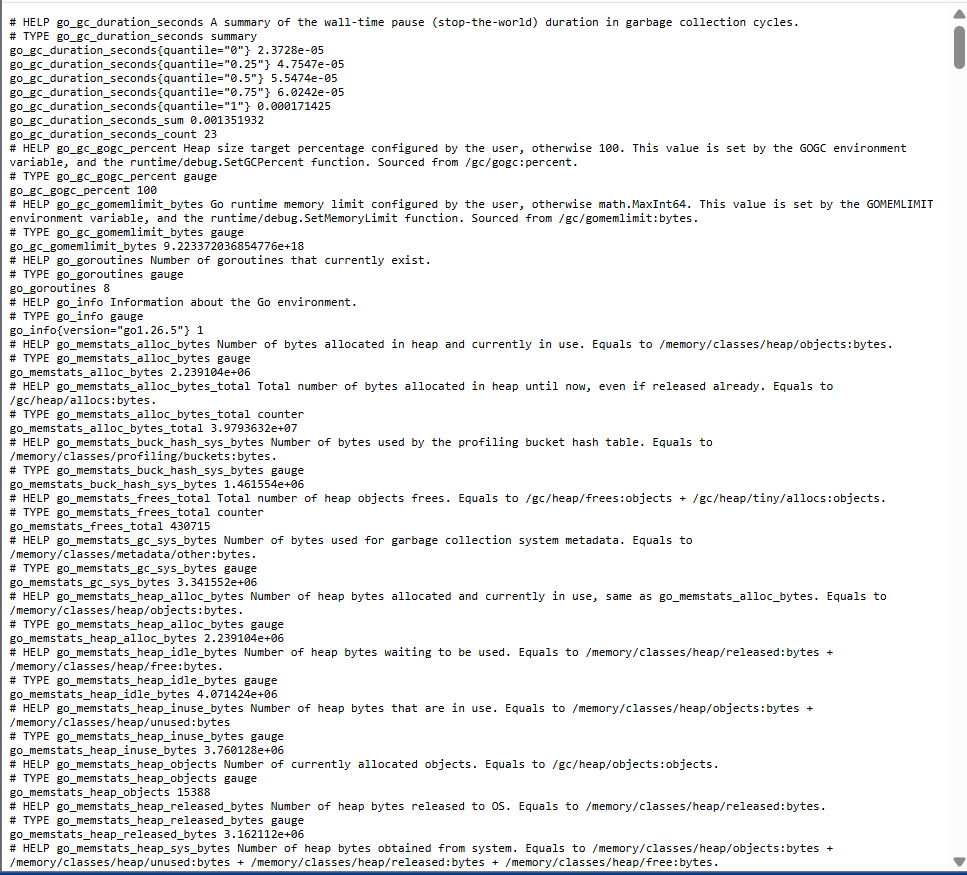 # HELP go_gc_duration_seconds A summary of the wall-time pause (stop-the-world) duration in garbage collection cycles.
# TYPE go_gc_duration_seconds summary
go_gc_duration_seconds{quantile="0"} 2.3728e-05
go_gc_duration_seconds{quantile="0.25"} 4.7547e-05
go_gc_duration_seconds{quantile="0.5"} 5.5474e-05
go_gc_duration_seconds{quantile="0.75"} 6.0242e-05
go_gc_duration_seconds{quantile="1"} 0.000171425
go_gc_duration_seconds_sum 0.001351932
go_gc_duration_seconds_count 23
# HELP go_gc_gogc_percent Heap size target percentage configured by the user, otherwise 100. This value is set by the GOGC environment
variable, and the runtime/debug.SetGCPercent function. Sourced from /gc/gogc:percent.
# TYPE go_gc_gogc_percent gauge
go_gc_gogc_percent 100
# HELP go_gc_gomemlimit_bytes Go runtime memory limit configured by the user, otherwise math.MaxInt64. This value is set by the GOMEMLIMIT
environment variable, and the runtime/debug.SetMemoryLimit function. Sourced from /gc/gomemlimit:bytes.
# TYPE go_gc_gomemlimit_bytes gauge
go_gc_gomemlimit_bytes 9.223372036854776e+18
# HELP go_goroutines Number of goroutines that currently exist.
# TYPE go_goroutines gauge
go_goroutines 8
# HELP go_info Information about the Go environment.
# TYPE go_info gauge
go_info{version="go1.26.5"} 1
# HELP go_memstats_alloc_bytes Number of bytes allocated in heap and currently in use. Equals to /memory/classes/heap/objects:bytes.
# TYPE go_memstats_alloc_bytes gauge
go_memstats_alloc_bytes 2.239104e+06
# HELP go_memstats_alloc_bytes_total Total number of bytes allocated in heap until now, even if released already. Equals to
/gc/heap/allocs:bytes.
# TYPE go_memstats_alloc_bytes_total counter
go_memstats_alloc_bytes_total 3.9793632e+07
# HELP go_memstats_buck_hash_sys_bytes Number of bytes used by the profiling bucket hash table. Equals to
/memory/classes/profiling/buckets:bytes.
# TYPE go_memstats_buck_hash_sys_bytes gauge
go_memstats_buck_hash_sys_bytes 1.461554e+06
# HELP go_memstats_frees_total Total number of heap objects frees. Equals to /gc/heap/frees:objects + /gc/heap/tiny/allocs:objects.
# TYPE go_memstats_frees_total counter
go_memstats_frees_total 430715
# HELP go_memstats_gc_sys_bytes Number of bytes used for garbage collection system metadata. Equals to
/memory/classes/metadata/other:bytes.
# TYPE go_memstats_gc_sys_bytes gauge
go_memstats_gc_sys_bytes 3.341552e+06
# HELP go_memstats_heap_alloc_bytes Number of heap bytes allocated and currently in use, same as go_memstats_alloc_bytes. Equals to
/memory/classes/heap/objects:bytes.
# TYPE go_memstats_heap_alloc_bytes gauge
go_memstats_heap_alloc_bytes 2.239104e+06
# HELP go_memstats_heap_idle_bytes Number of heap bytes waiting to be used. Equals to /memory/classes/heap/released:bytes +
/memory/classes/heap/free:bytes.
# TYPE go_memstats_heap_idle_bytes gauge
go_memstats_heap_idle_bytes 4.071424e+06
# HELP go_memstats_heap_inuse_bytes Number of heap bytes that are in use. Equals to /memory/classes/heap/objects:bytes +
/memory/classes/heap/unused:bytes
# TYPE go_memstats_heap_inuse_bytes gauge
go_memstats_heap_inuse_bytes 3.760128e+06
# HELP go_memstats_heap_objects Number of currently allocated objects. Equals to /gc/heap/objects:objects.
# TYPE go_memstats_heap_objects gauge
go_memstats_heap_objects 15388
# HELP go_memstats_heap_released_bytes Number of heap bytes released to OS. Equals to /memory/classes/heap/released:bytes.
# TYPE go_memstats_heap_released_bytes gauge
go_memstats_heap_released_bytes 3.162112e+06
# HELP go_memstats_heap_sys_bytes Number of heap bytes obtained from system. Equals to /memory/classes/heap/objects:bytes +
/memory/classes/heap/unused:bytes + /memory/classes/heap/released:bytes + /memory/classes/heap/free:bytes.